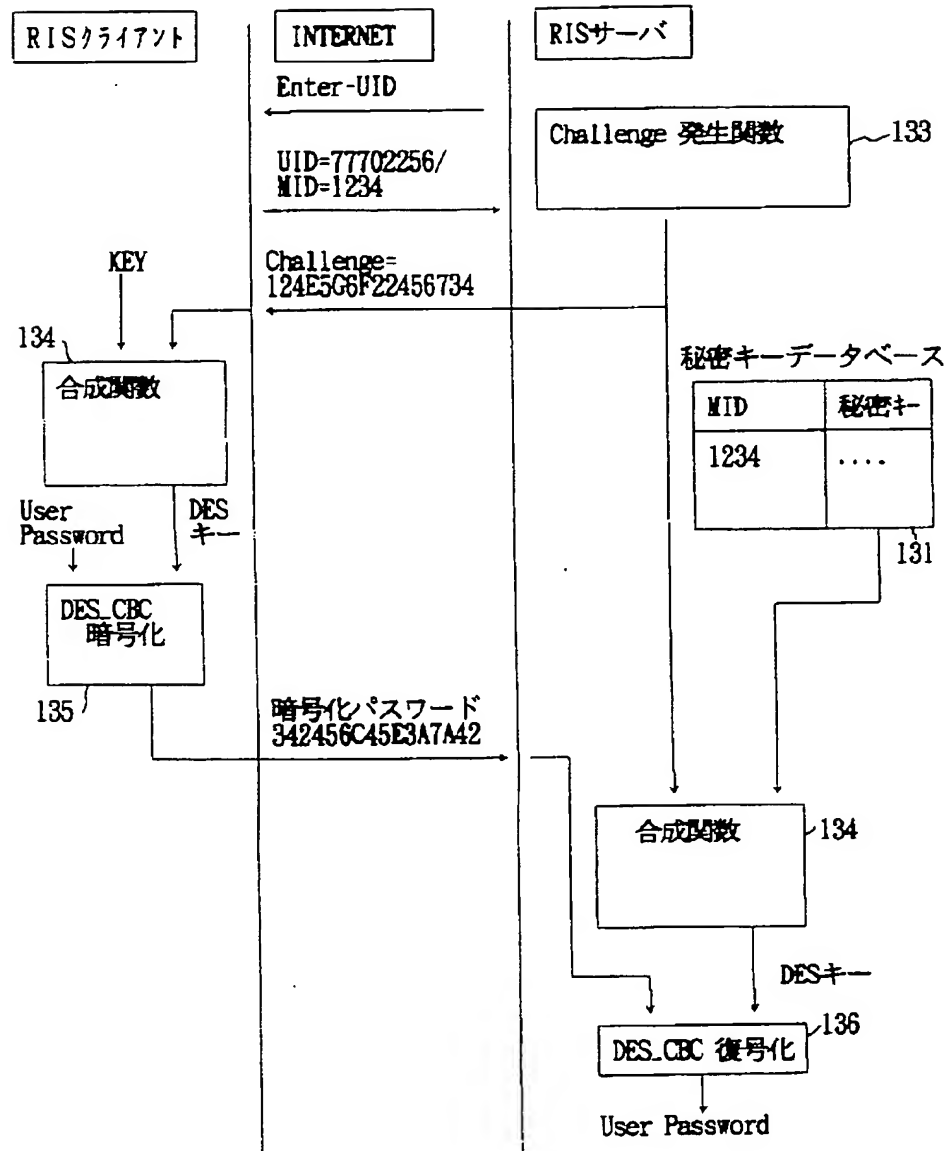 RISクライアント
INTERNET
RISサーバ
Enter-UID
Challenge 発生関数
133
UID=77702256/
MID=1234
KEY
Challenge=
124E5G6F22456734
134
合成関数
秘密キーデータベース
MID 秘密キー
1234 ....
131
User
Password
DES
キー
DES_CBC
暗号化
135
暗号化パスワード
342456C45E3A7A42
合成関数
134
DESキー
136
DES_CBC 復号化
User Password